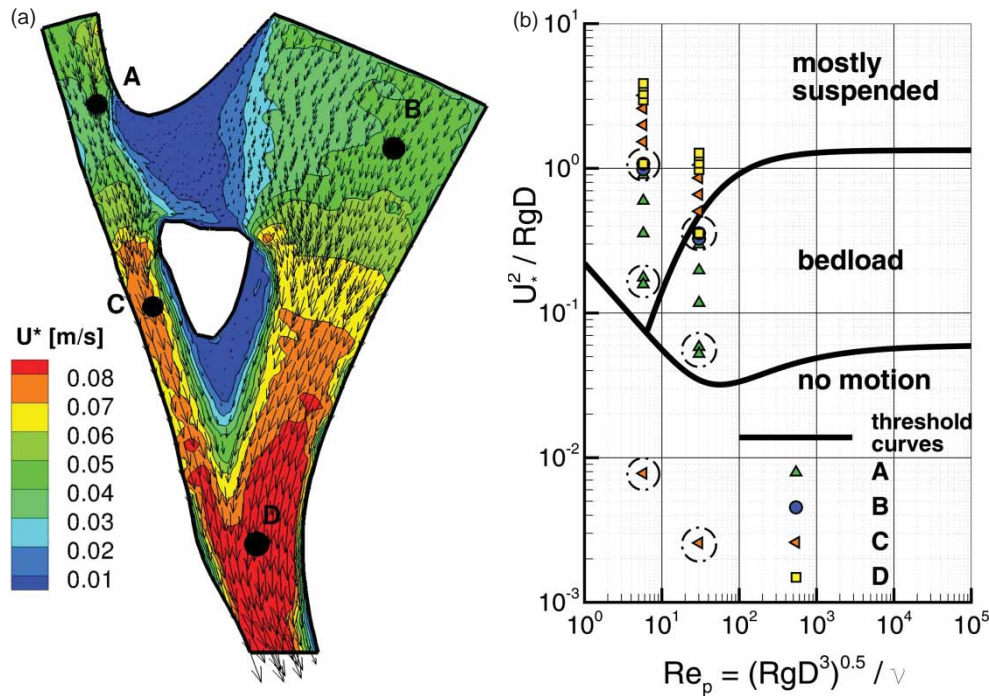 (a)
A
B
C
D
U* [m/s]
0.08
0.07
0.06
0.05
0.04
0.03
0.02
0.01
(b)
U*² / RgD
10¹
10⁰
10⁻¹
10⁻²
10⁻³
mostly
suspended
bedload
no motion
threshold
curves
A
B
C
D
10⁰ 10¹ 10² 10³ 10⁴ 10⁵
Reₚ = (RgD³)⁰·⁵ / ν